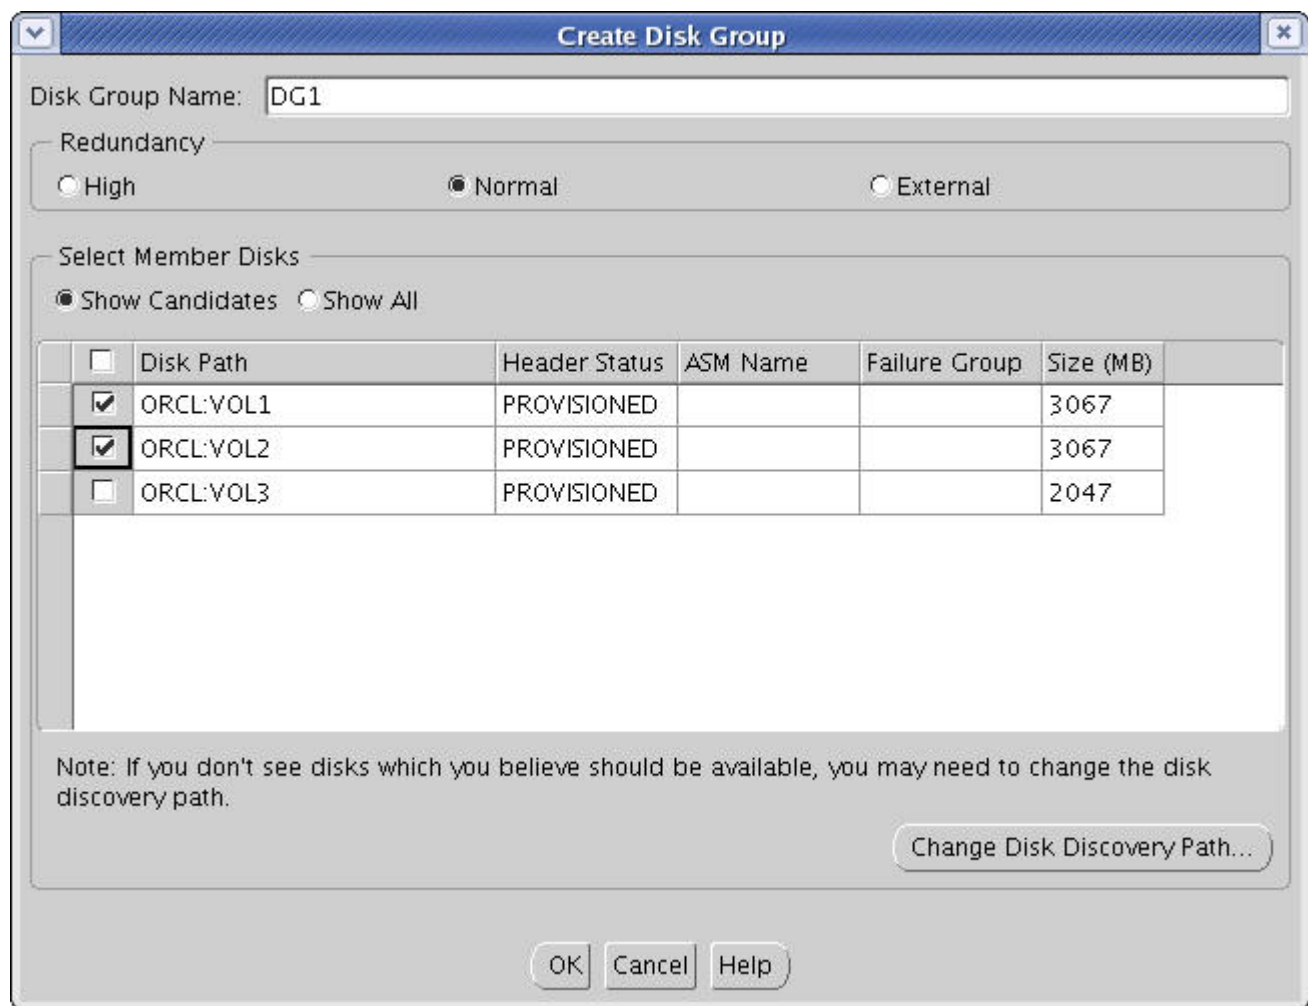 Create Disk Group
Disk Group Name: DG1
Redundancy
High Normal External
Select Member Disks
Show Candidates Show All
Disk Path Header Status ASM Name Failure Group Size (MB)
ORCL:VOL1 PROVISIONED 3067
ORCL:VOL2 PROVISIONED 3067
ORCL:VOL3 PROVISIONED 2047
Note: If you don't see disks which you believe should be available, you may need to change the disk
discovery path.
Change Disk Discovery Path...
OK Cancel Help